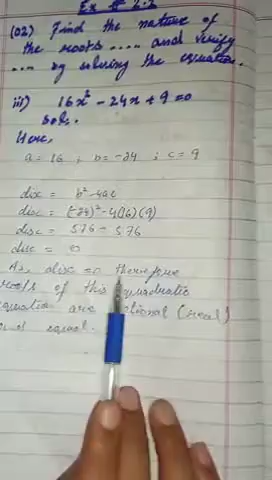 Ex # 2.2
(02) Find the nature of
the roots .... and verify
.... by solving the equation.
iii) 16x² - 24x + 9 = 0
sol.
Here,
a = 16 ; b = -24 ; c = 9
disc = b² - 4ac
disc = (-24)² - 4(16)(9)
disc = 576 - 576
disc = 0
As, disc = 0 therefore
roots of this quadratic
equation are tional (real)
and equal.